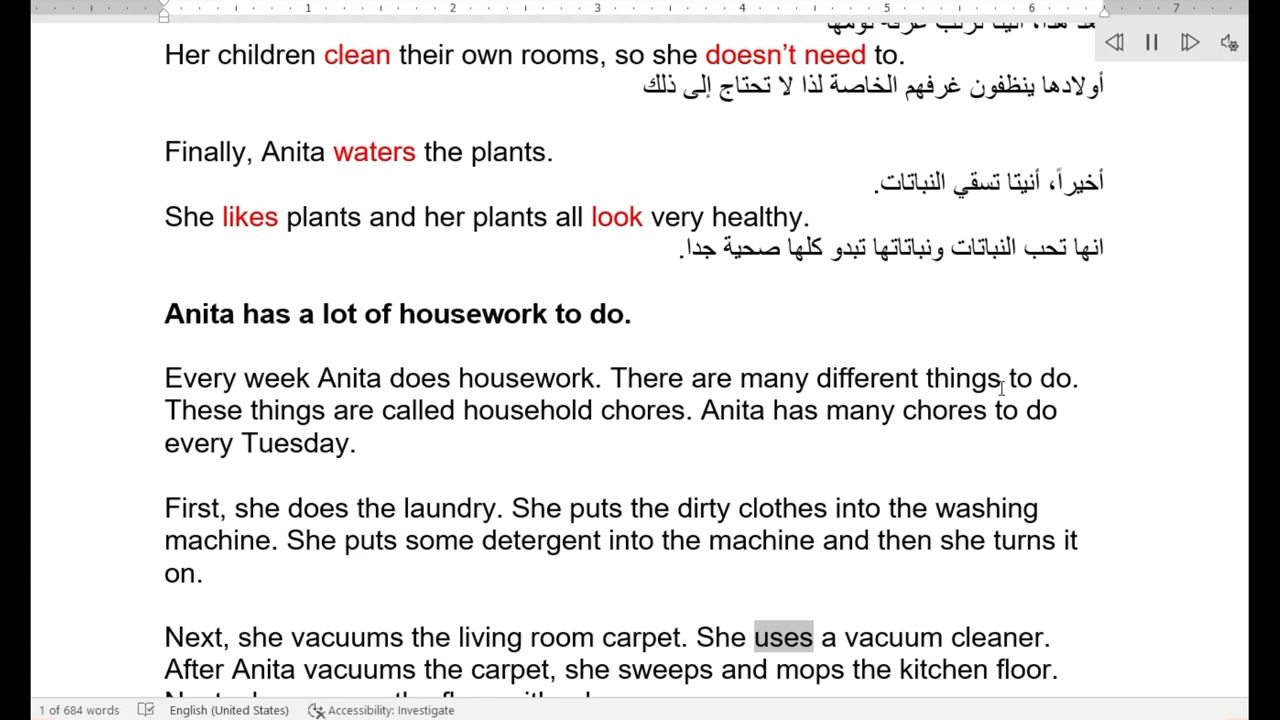 1 2 3 4 5 6 7
Her children clean their own rooms, so she doesn’t need to.
أولادها ينظفون غرفهم الخاصة لذا لا تحتاج إلى ذلك
Finally, Anita waters the plants.
أخيراً، أنيتا تسقي النباتات.
She likes plants and her plants all look very healthy.
انها تحب النباتات ونباتاتها تبدو كلها صحية جدا.
Anita has a lot of housework to do.
Every week Anita does housework. There are many different things to do.
These things are called household chores. Anita has many chores to do
every Tuesday.
First, she does the laundry. She puts the dirty clothes into the washing
machine. She puts some detergent into the machine and then she turns it
on.
Next, she vacuums the living room carpet. She uses a vacuum cleaner.
After Anita vacuums the carpet, she sweeps and mops the kitchen floor.
1 of 684 words English (United States) Accessibility: Investigate